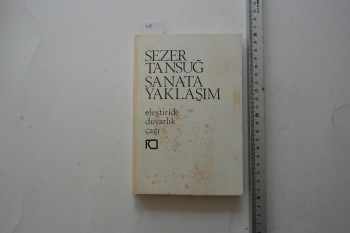 SEZER
TANSUĞ
SANATA
YAKLAŞIM
eleştiride
duyarlık
çağı